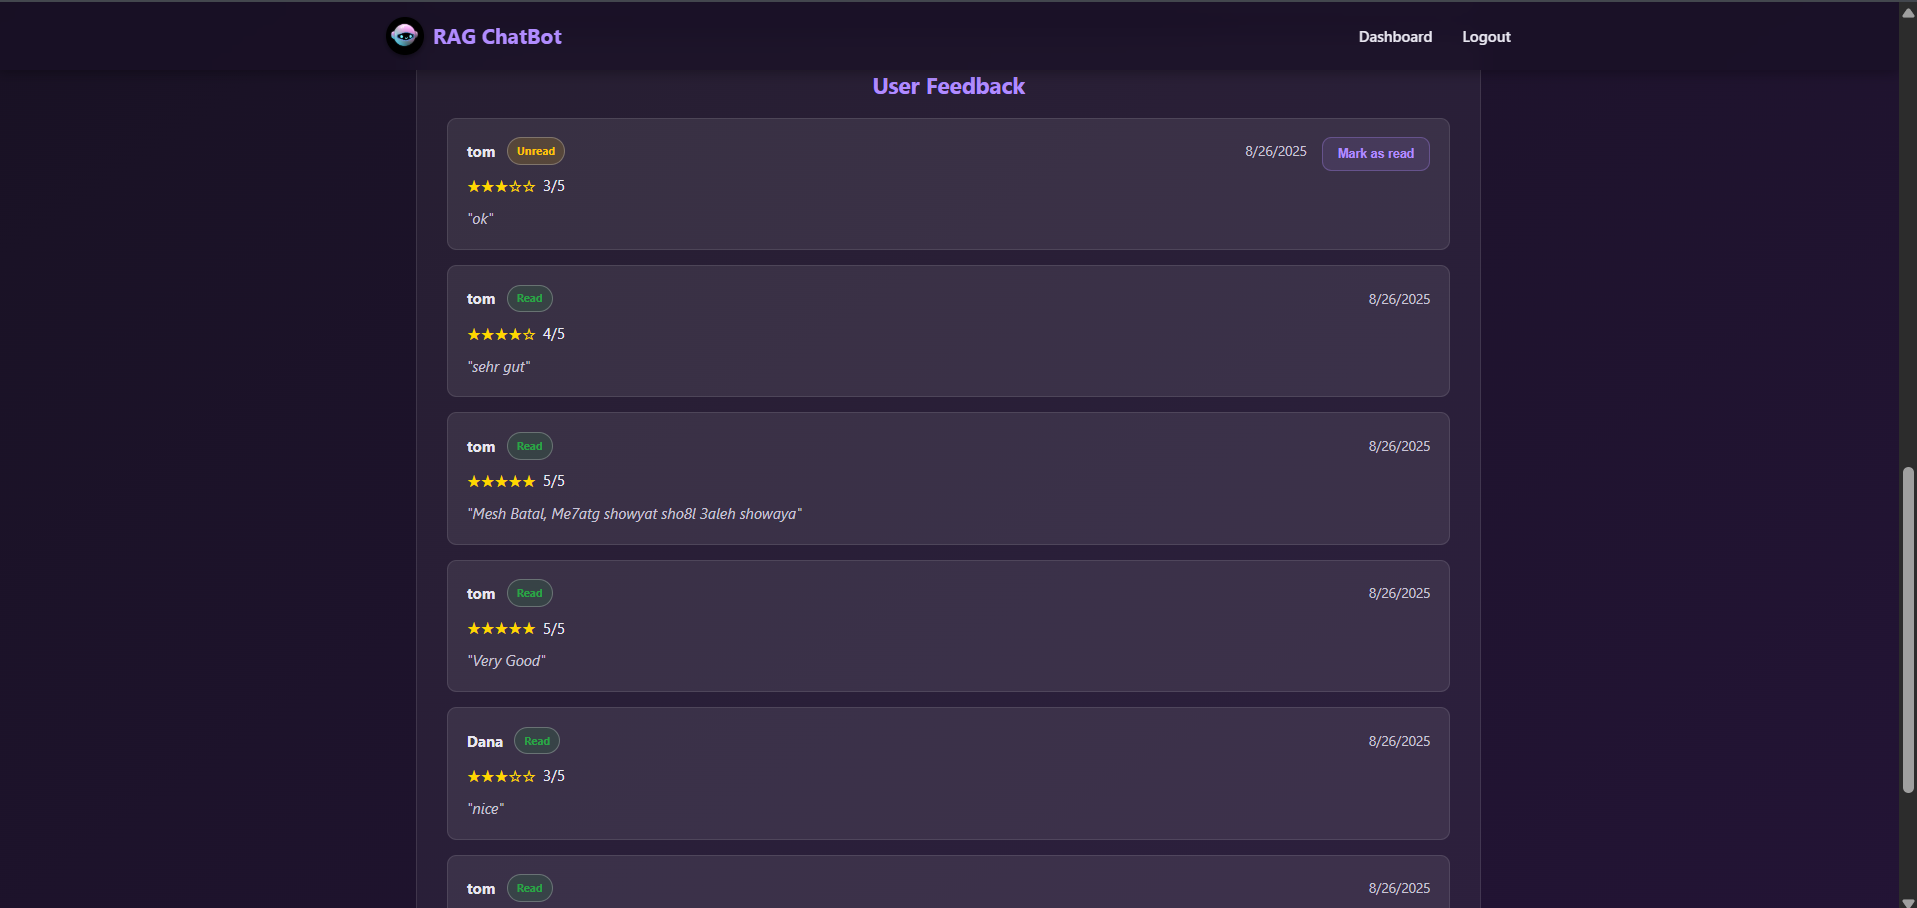 RAG ChatBot Dashboard Logout
User Feedback
tom Unread 8/26/2025 Mark as read
★★★☆☆ 3/5
"ok"
tom Read 8/26/2025
★★★★☆ 4/5
"sehr gut"
tom Read 8/26/2025
★★★★★ 5/5
"Mesh Batal, Me7atg showyat sho8l 3aleh showaya"
tom Read 8/26/2025
★★★★★ 5/5
"Very Good"
Dana Read 8/26/2025
★★★☆☆ 3/5
"nice"
tom Read 8/26/2025